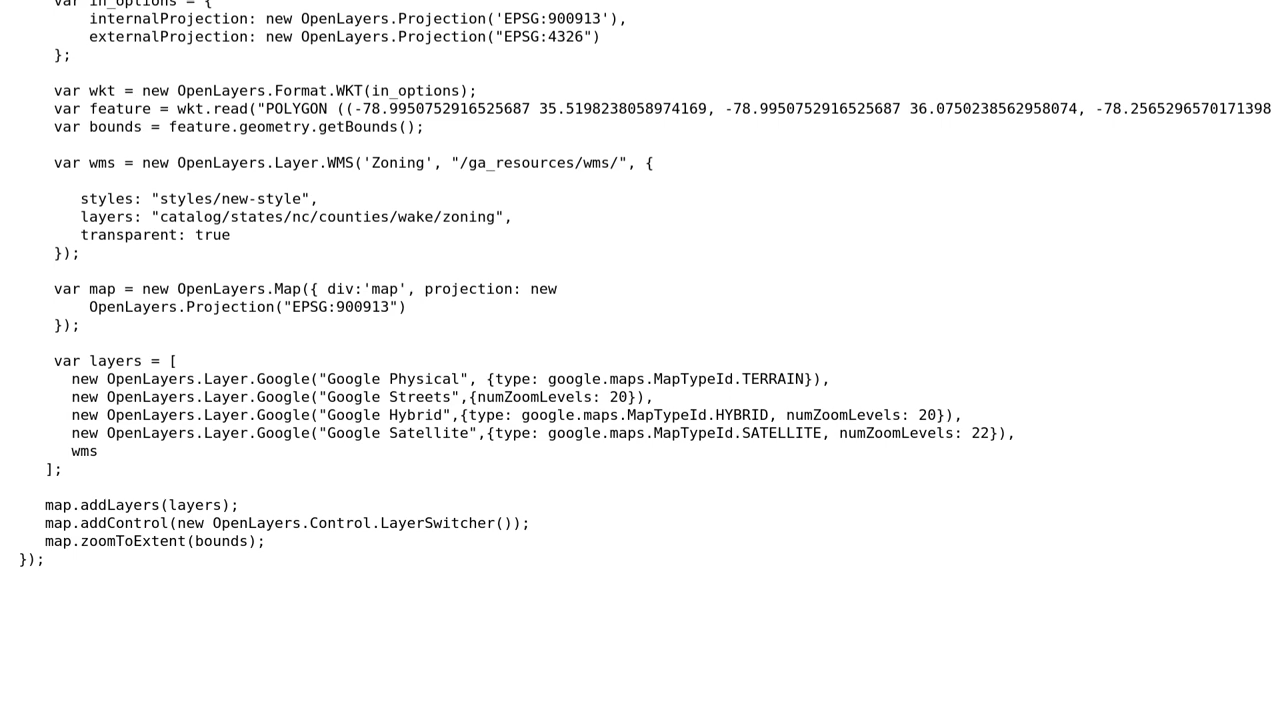 var in_options = {
internalProjection: new OpenLayers.Projection('EPSG:900913'),
externalProjection: new OpenLayers.Projection("EPSG:4326")
};
var wkt = new OpenLayers.Format.WKT(in_options);
var feature = wkt.read("POLYGON ((-78.9950752916525687 35.5198238058974169, -78.9950752916525687 36.0750238562958074, -78.2565296570171398
var bounds = feature.geometry.getBounds();
var wms = new OpenLayers.Layer.WMS('Zoning', "/ga_resources/wms/", {
styles: "styles/new-style",
layers: "catalog/states/nc/counties/wake/zoning",
transparent: true
});
var map = new OpenLayers.Map({ div:'map', projection: new
OpenLayers.Projection("EPSG:900913")
});
var layers = [
new OpenLayers.Layer.Google("Google Physical", {type: google.maps.MapTypeId.TERRAIN}),
new OpenLayers.Layer.Google("Google Streets",{numZoomLevels: 20}),
new OpenLayers.Layer.Google("Google Hybrid",{type: google.maps.MapTypeId.HYBRID, numZoomLevels: 20}),
new OpenLayers.Layer.Google("Google Satellite",{type: google.maps.MapTypeId.SATELLITE, numZoomLevels: 22}),
wms
];
map.addLayers(layers);
map.addControl(new OpenLayers.Control.LayerSwitcher());
map.zoomToExtent(bounds);
});